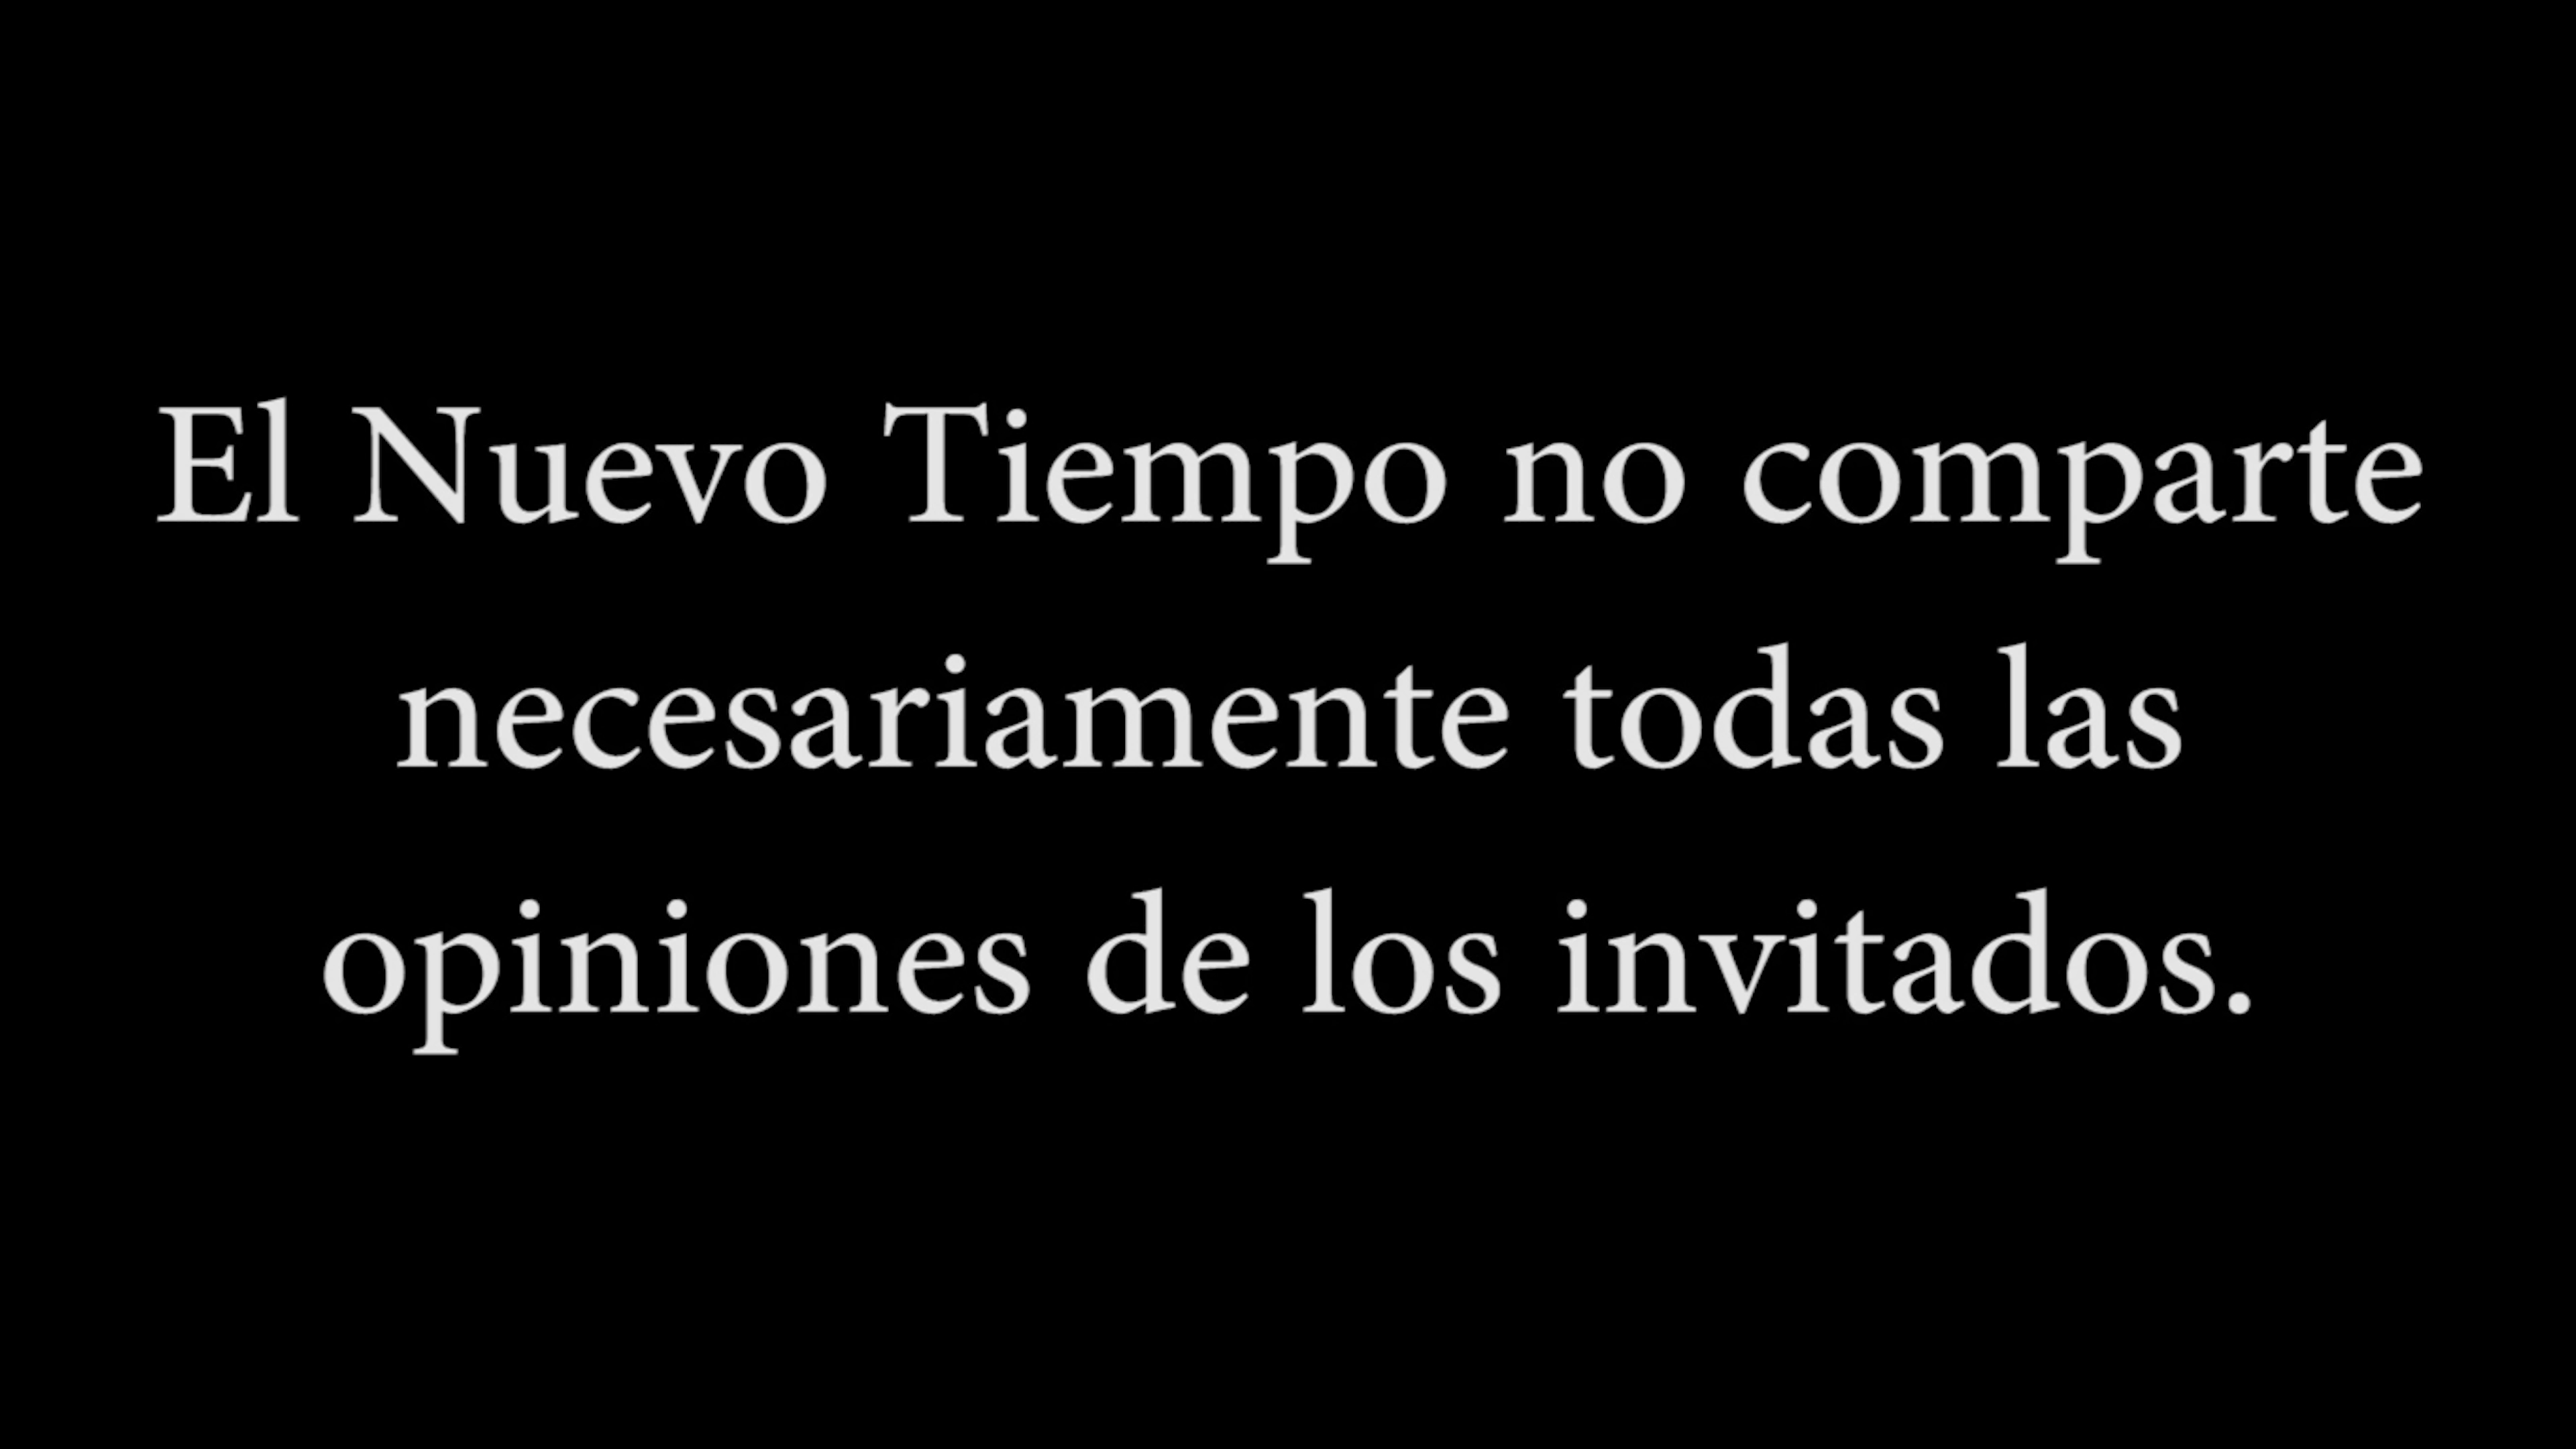 El Nuevo Tiempo no comparte
necesariamente todas las
opiniones de los invitados.